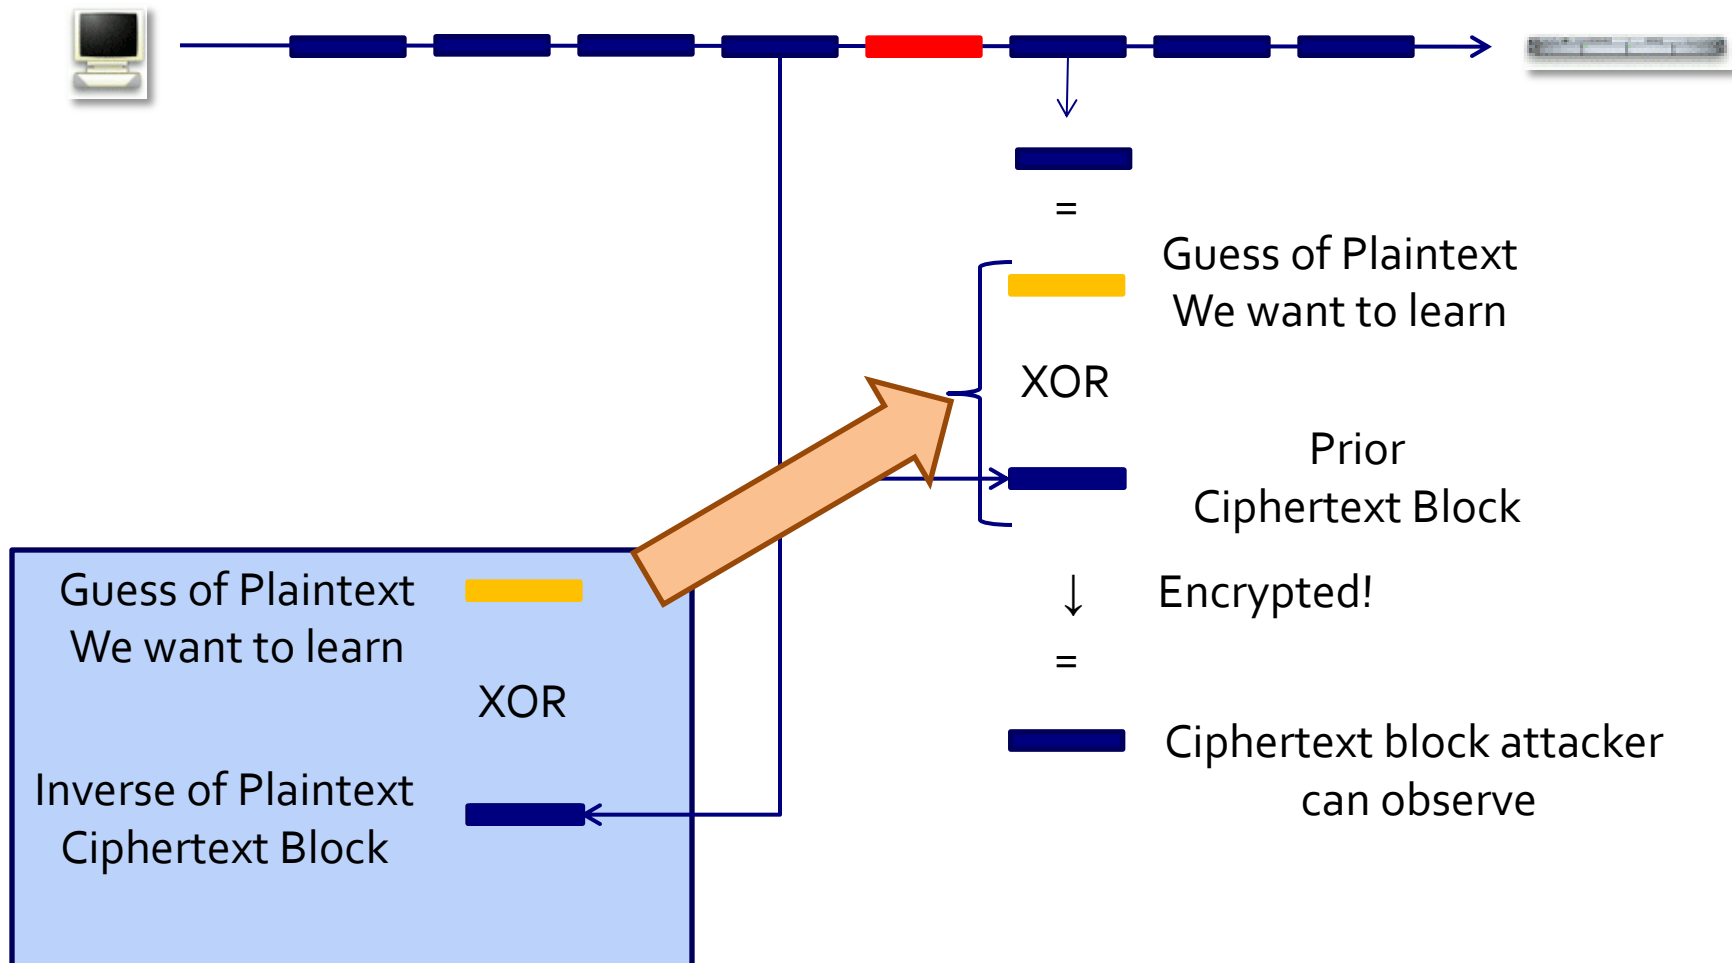 =
Guess of Plaintext
We want to learn
XOR
Prior
Ciphertext Block
↓ Encrypted!
=
Ciphertext block attacker
can observe
Guess of Plaintext
We want to learn
XOR
Inverse of Plaintext
Ciphertext Block